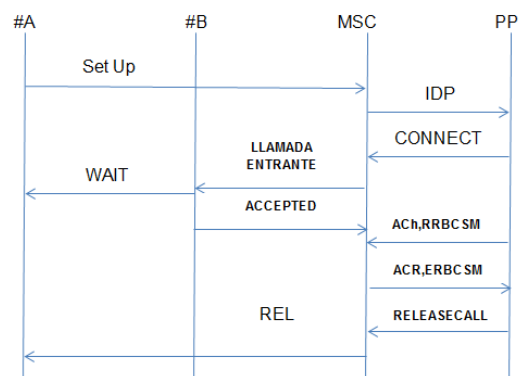 #A #B MSC PP
Set Up
IDP
CONNECT
LLAMADA
ENTRANTE
WAIT
ACCEPTED
ACh,RRBCSM
ACR,ERBCSM
REL
RELEASECALL